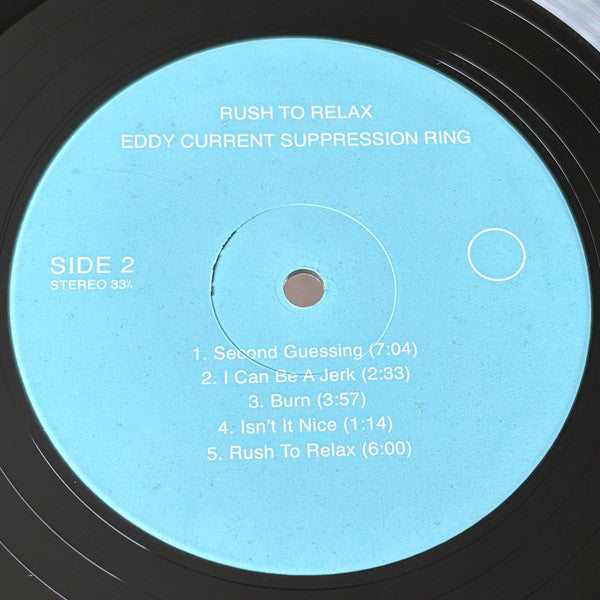 RUSH TO RELAX
EDDY CURRENT SUPPRESSION RING
SIDE 2
STEREO 33⅓
1. Second Guessing (7:04)
2. I Can Be A Jerk (2:33)
3. Burn (3:57)
4. Isn't It Nice (1:14)
5. Rush To Relax (6:00)